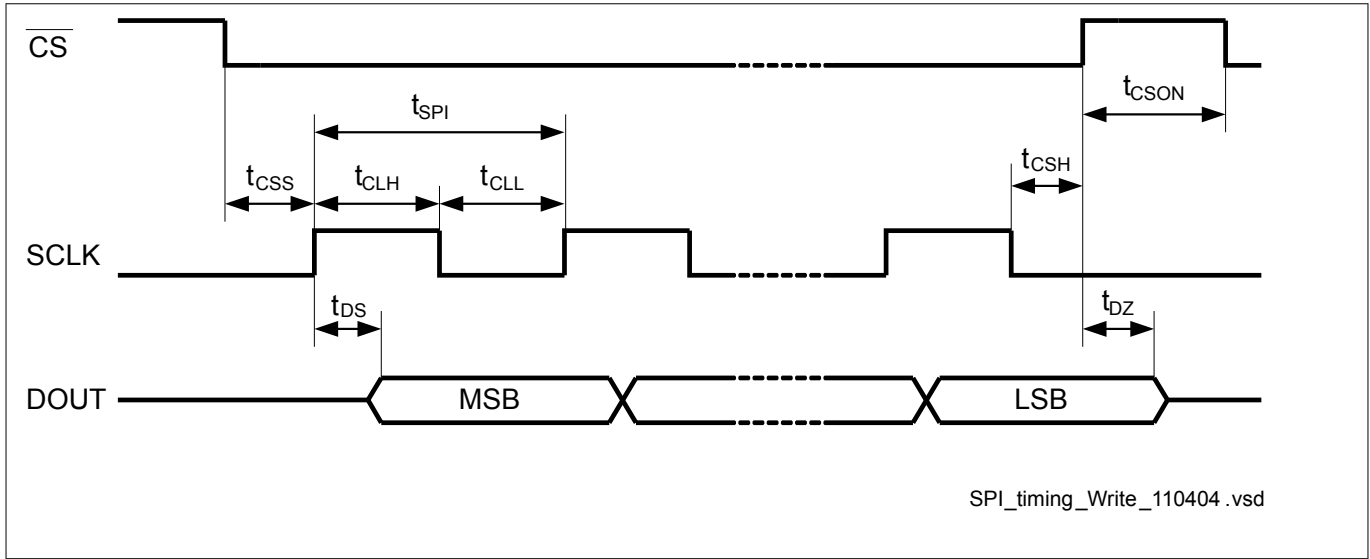 CS
tCSON
tSPI
tCSH
tCSS tCLH tCLL
SCLK
tDS tDZ
DOUT MSB LSB
SPI_timing_Write_110404.vsd